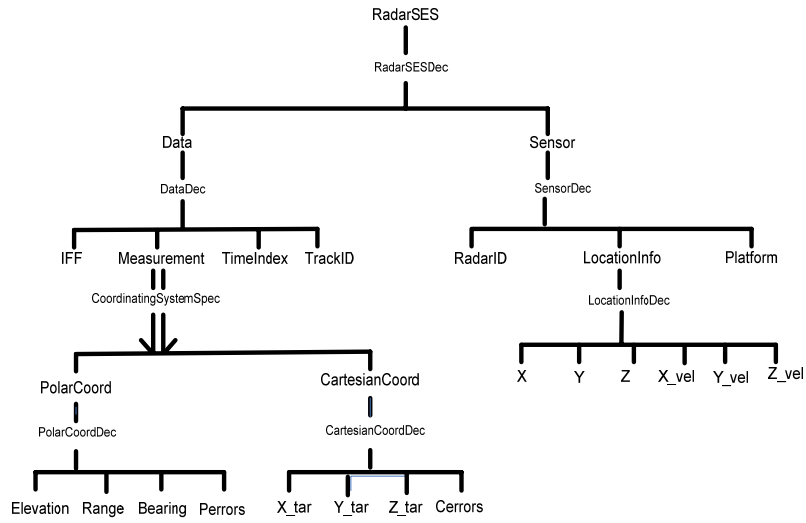 RadarSES
RadarSESDec
Data Sensor
DataDec SensorDec
IFF Measurement TimeIndex TrackID RadarID LocationInfo Platform
CoordinatingSystemSpec LocationInfoDec
X Y Z X_vel Y_vel Z_vel
PolarCoord CartesianCoord
PolarCoordDec CartesianCoordDec
Elevation Range Bearing Perrors X_tar Y_tar Z_tar Cerrors